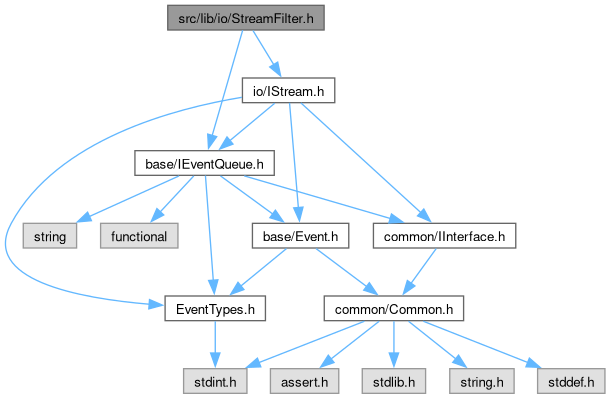 src/lib/io/StreamFilter.h
io/IStream.h
base/IEventQueue.h
string
functional
base/Event.h
common/IInterface.h
EventTypes.h
common/Common.h
stdint.h
assert.h
stdlib.h
string.h
stddef.h